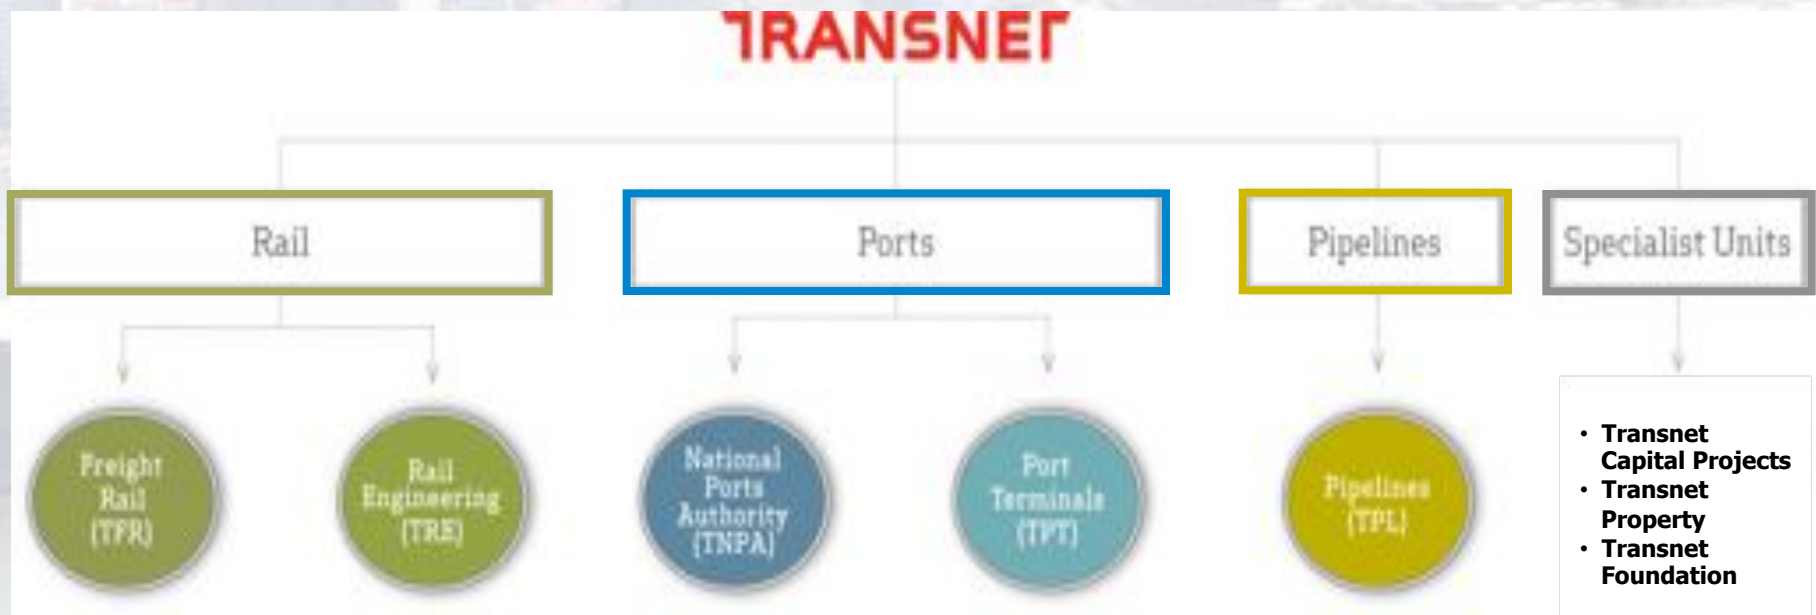 TRANSNET
Rail
Ports
Pipelines
Specialist Units
Freight
Rail
(TFR)
Rail
Engineering
(TRE)
National
Ports
Authority
(TNPA)
Port
Terminals
(TPT)
Pipelines
(TPL)
• Transnet
Capital Projects
• Transnet
Property
• Transnet
Foundation